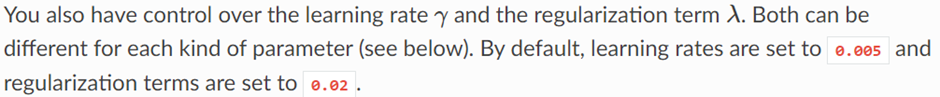 You also have control over the learning rate γ and the regularization term λ. Both can be
different for each kind of parameter (see below). By default, learning rates are set to 0.005 and
regularization terms are set to 0.02 .